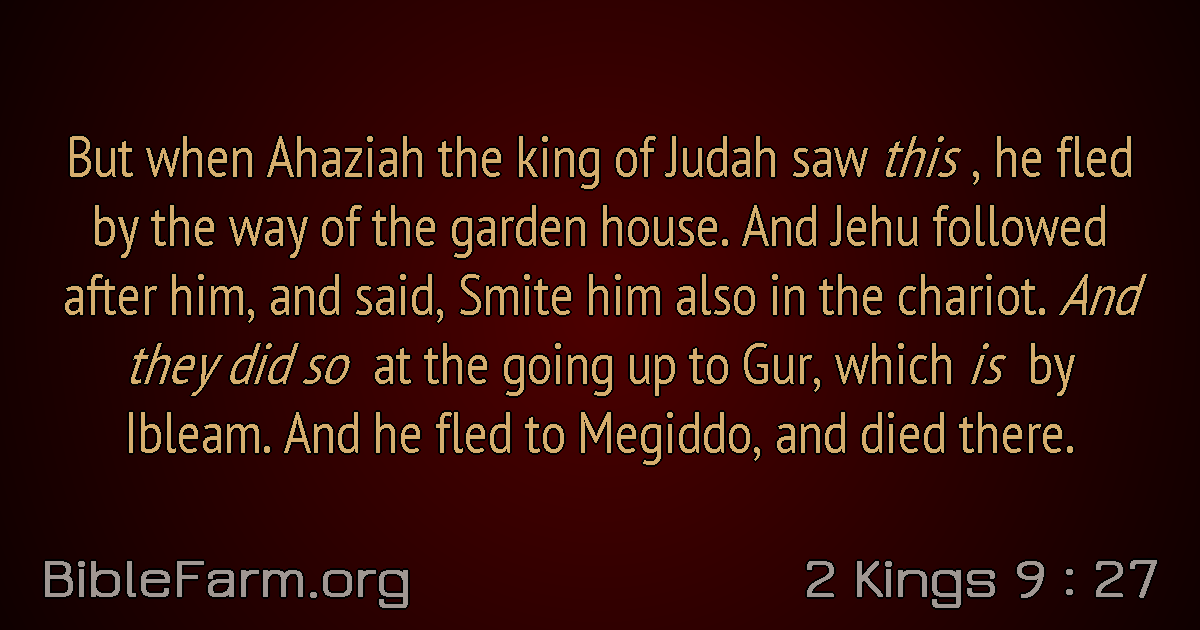 But when Ahaziah the king of Judah saw this , he fled
by the way of the garden house. And Jehu followed
after him, and said, Smite him also in the chariot. And
they did so at the going up to Gur, which is by
Ibleam. And he fled to Megiddo, and died there.
BibleFarm.org
2 Kings 9 : 27